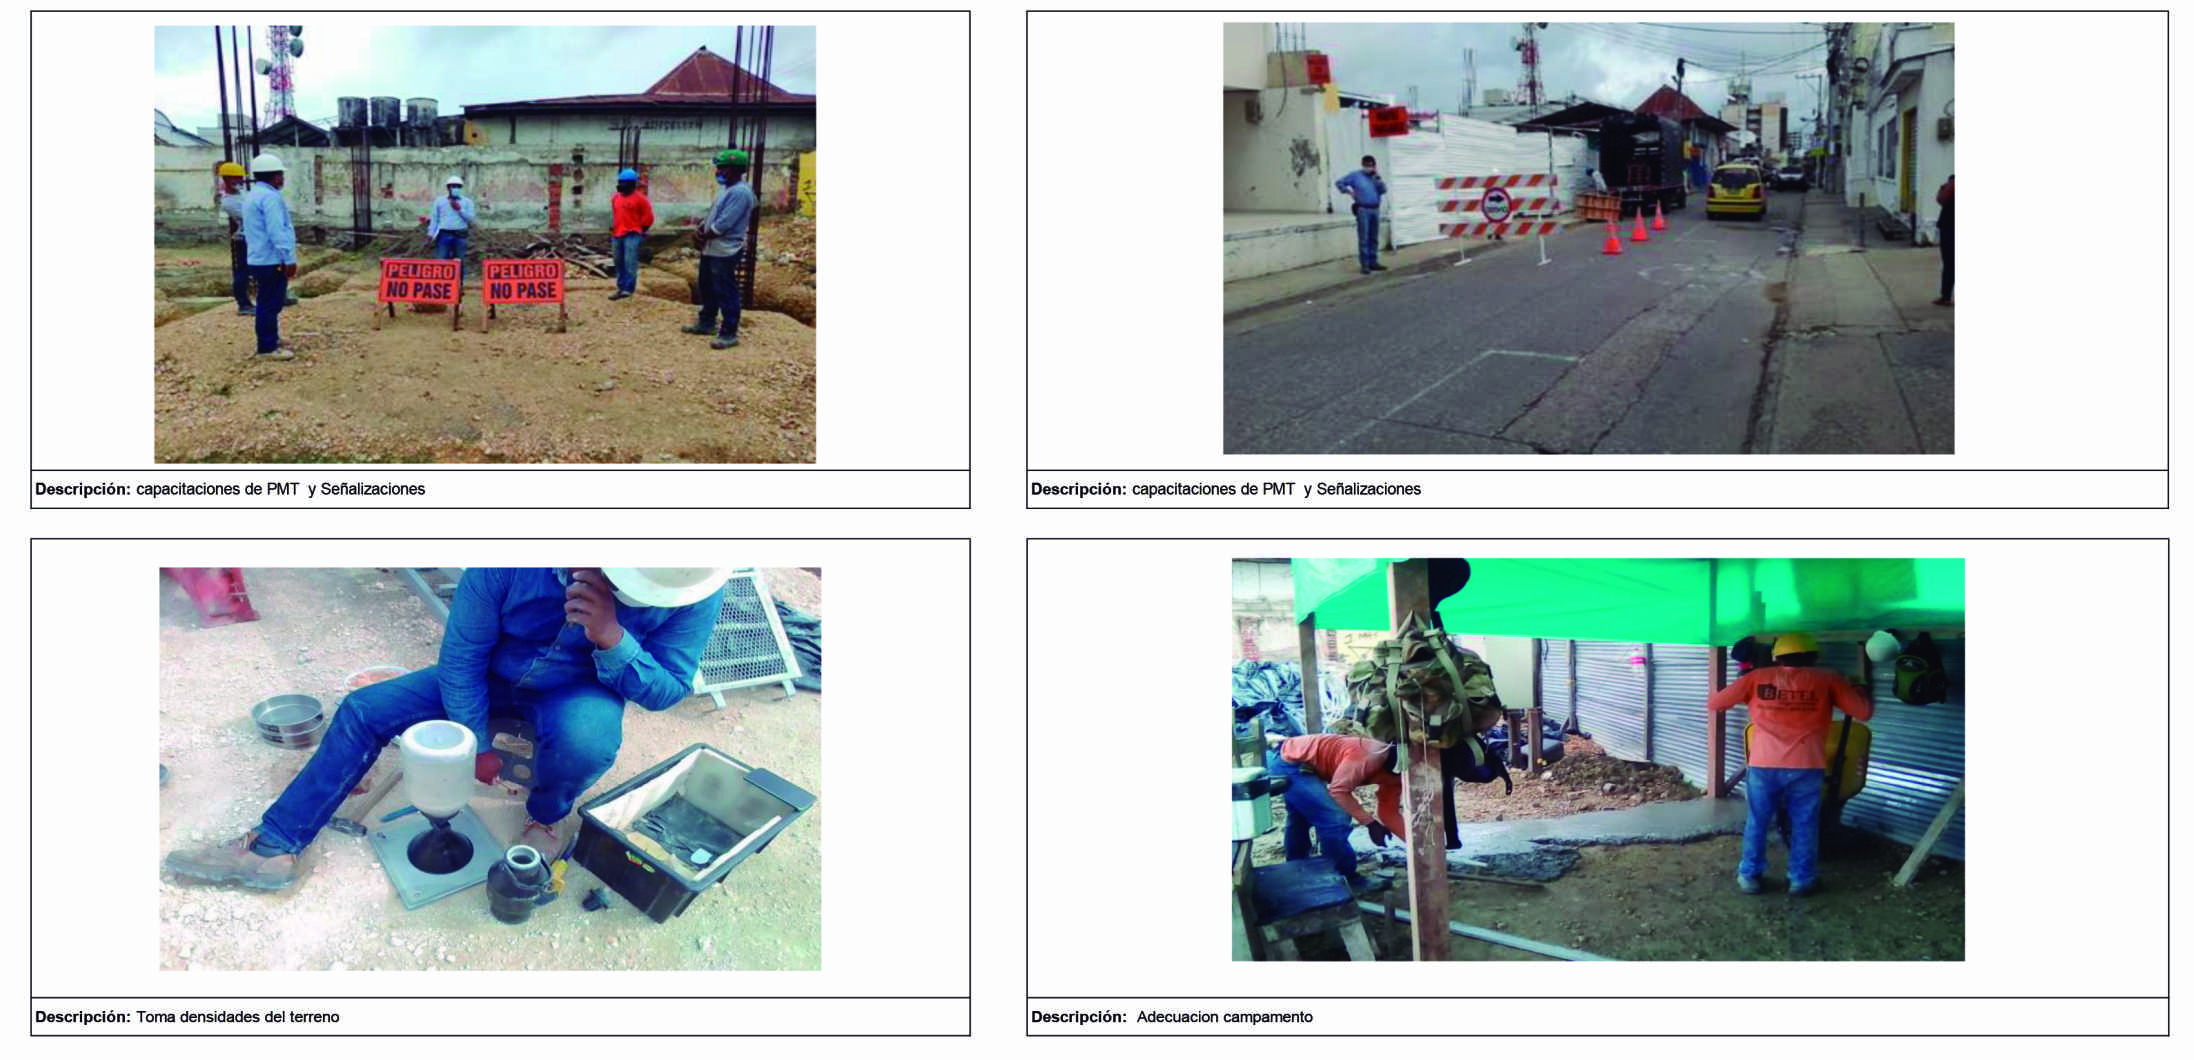 PELIGRO
NO PASE
PELIGRO
NO PASE
Descripción: capacitaciones de PMT y Señalizaciones
Descripción: capacitaciones de PMT y Señalizaciones
BETEL
Descripción: Toma densidades del terreno
Descripción: Adecuacion campamento